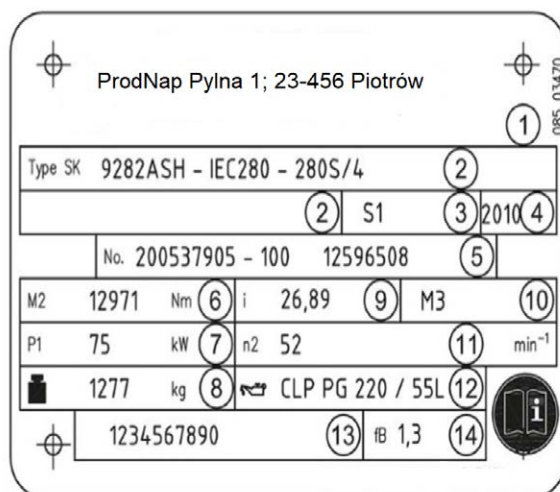 ProdNap Pylna 1; 23-456 Piotrów
085_03470
1
Type SK 9282ASH - IEC280 - 280S/4 2
2 S1 3 2010 4
No. 200537905 - 100 12596508 5
M2 12971 Nm 6 i 26,89 9 M3 10
P1 75 kW 7 n2 52 11 min⁻¹
1277 kg 8 CLP PG 220 / 55L 12
i
1234567890 13 fB 1,3 14